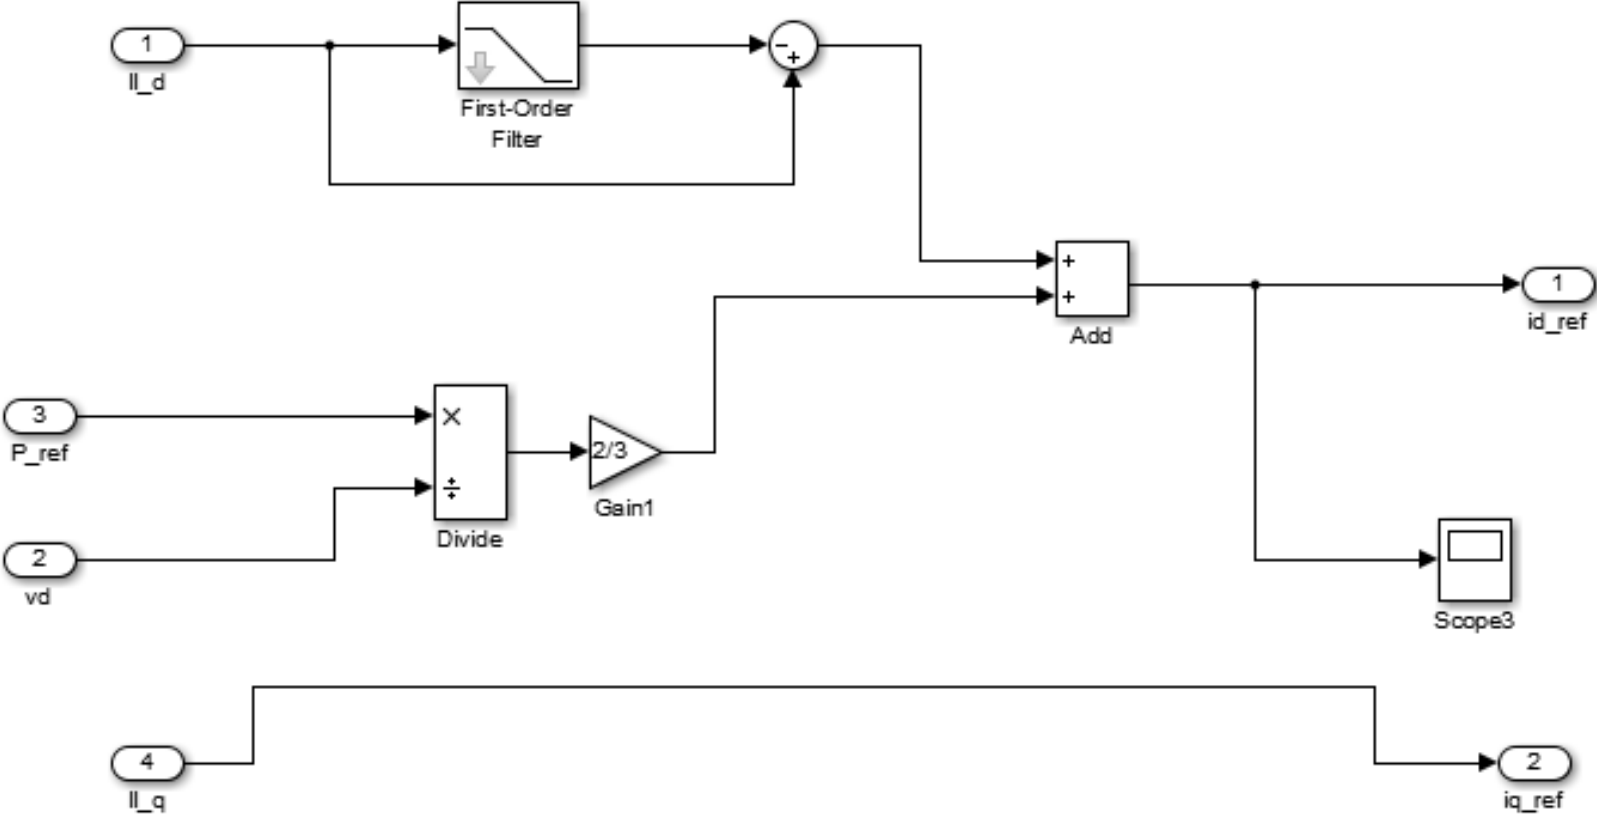 1
Il_d
First-Order
Filter
-
+
+
+
Add
1
id_ref
3
P_ref
×
÷
Divide
2/3
Gain1
2
vd
Scope3
4
Il_q
2
iq_ref